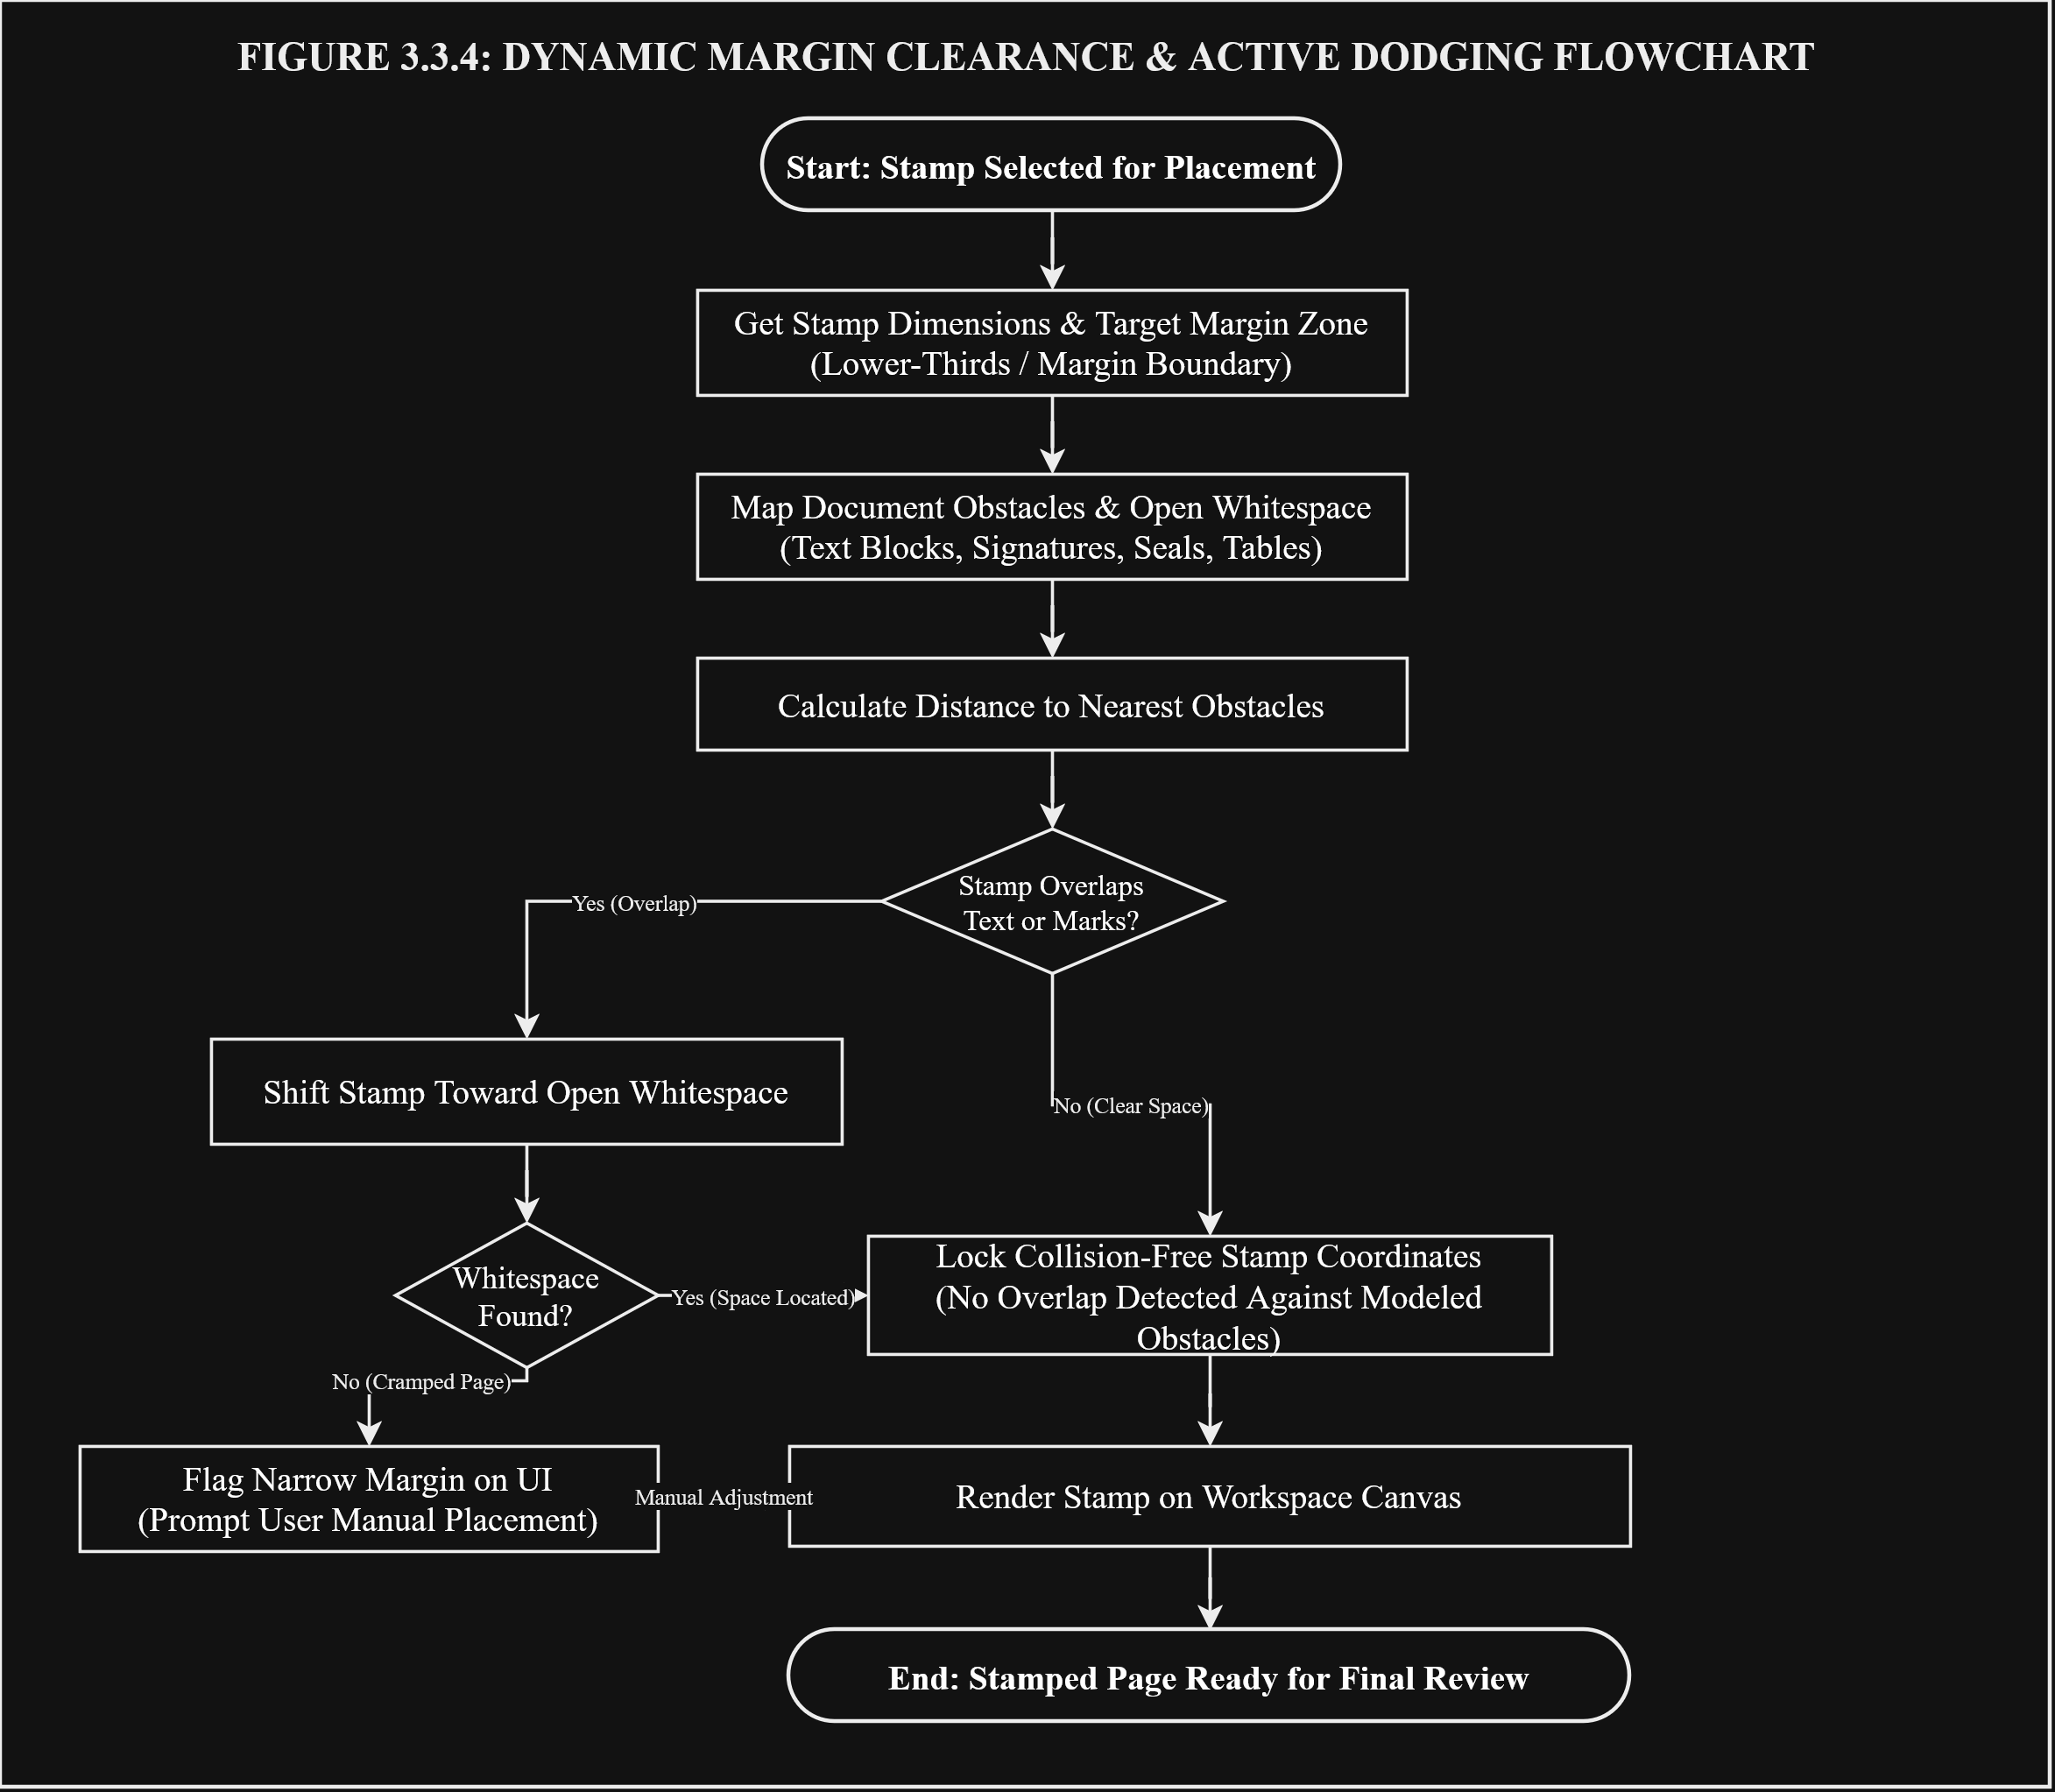 FIGURE 3.3.4: DYNAMIC MARGIN CLEARANCE & ACTIVE DODGING FLOWCHART
Start: Stamp Selected for Placement
Get Stamp Dimensions & Target Margin Zone
(Lower-Thirds / Margin Boundary)
Map Document Obstacles & Open Whitespace
(Text Blocks, Signatures, Seals, Tables)
Calculate Distance to Nearest Obstacles
Stamp Overlaps
Text or Marks?
Yes (Overlap)
Shift Stamp Toward Open Whitespace
No (Clear Space)
Whitespace
Found?
Yes (Space Located)
Lock Collision-Free Stamp Coordinates
(No Overlap Detected Against Modeled
Obstacles)
No (Cramped Page)
Flag Narrow Margin on UI
(Prompt User Manual Placement)
Manual Adjustment
Render Stamp on Workspace Canvas
End: Stamped Page Ready for Final Review